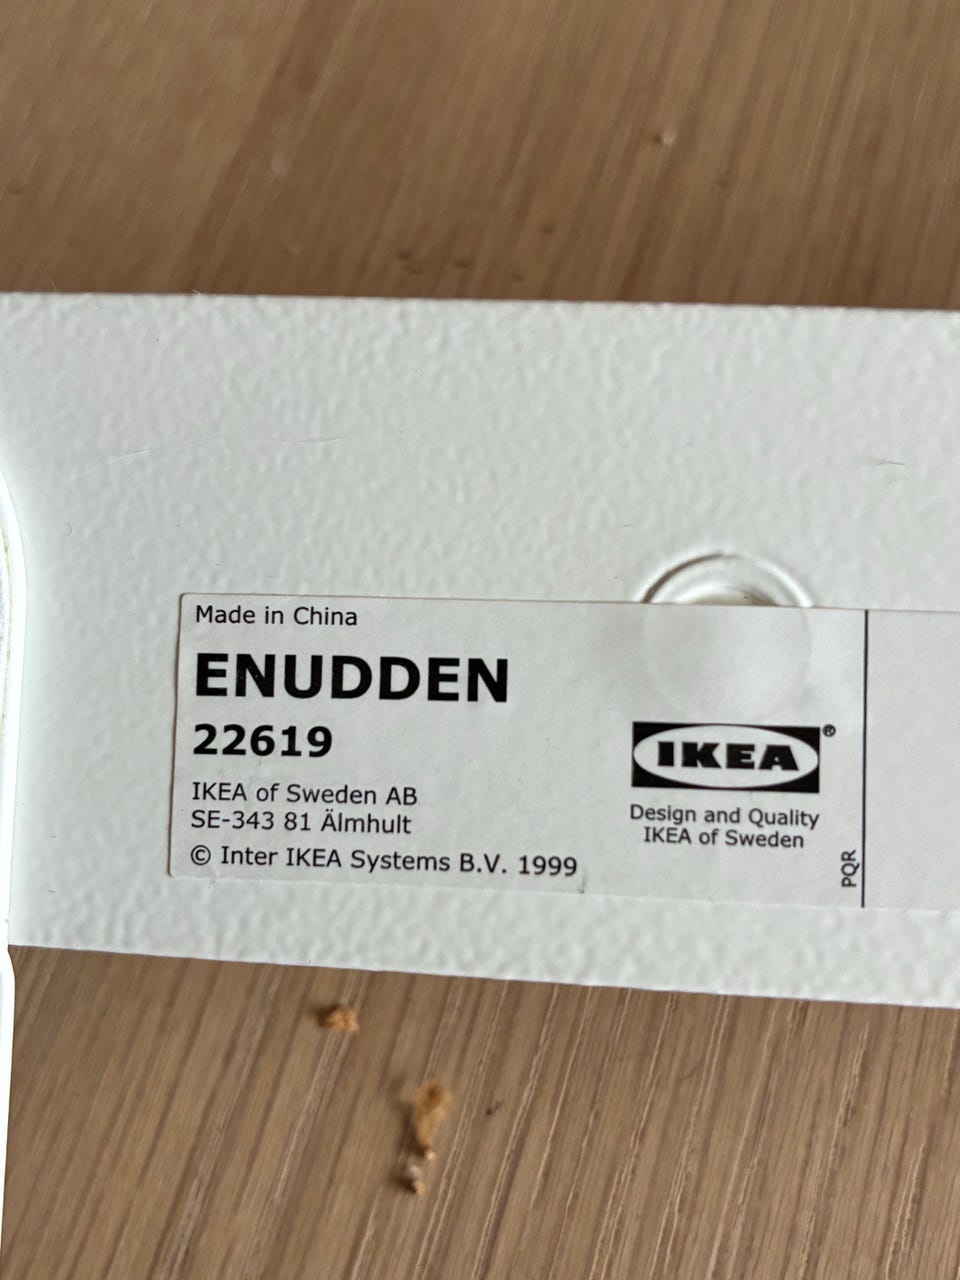 Made in China
ENUDDEN
22619
IKEA of Sweden AB
SE-343 81 Älmhult
© Inter IKEA Systems B.V. 1999
IKEA®
Design and Quality
IKEA of Sweden
PQR